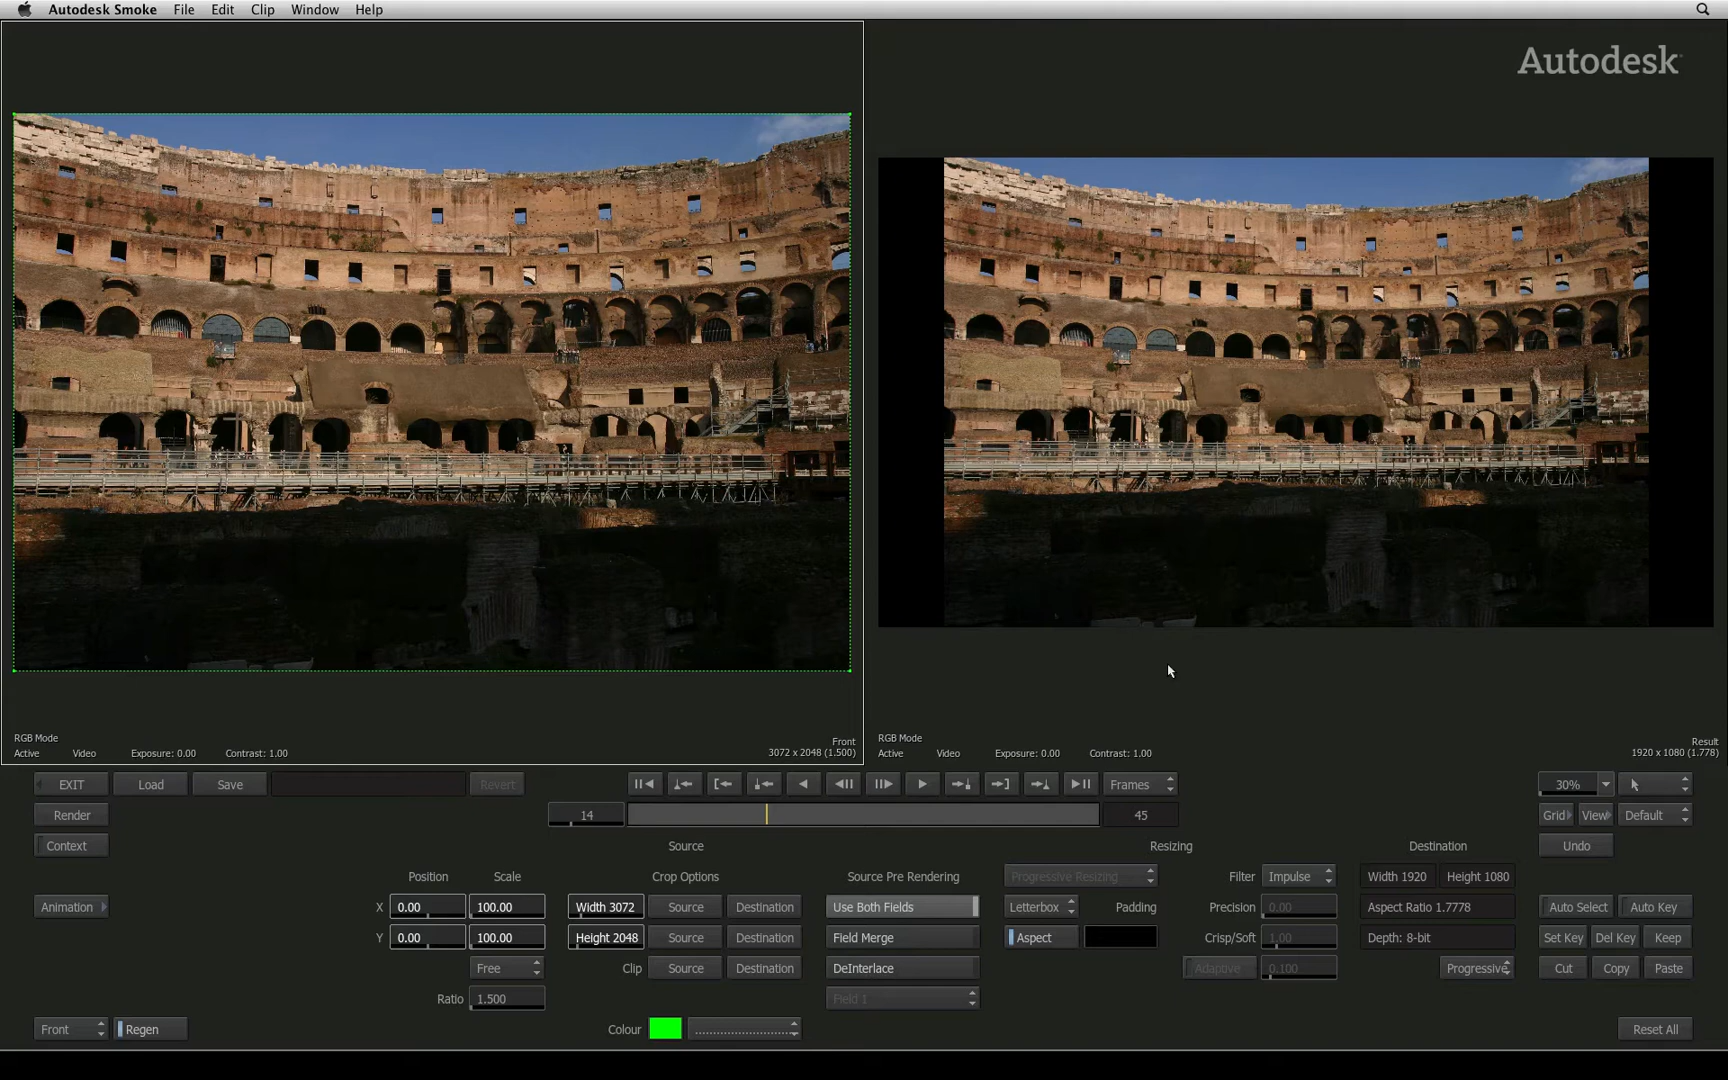 Autodesk Smoke File Edit Clip Window Help
Autodesk
RGB Mode
Front
Active Video Exposure: 0.00 Contrast: 1.00
3072 x 2048 (1.500)
RGB Mode
Result
Active Video Exposure: 0.00 Contrast: 1.00
1920 x 1080 (1.778)
EXIT Load Save Revert Frames 30%
Render 14 45 Grid View Default
Context Source Resizing Destination Undo
Position Scale Crop Options Source Pre Rendering Progressive Resizing Filter Impulse Width 1920 Height 1080
Animation X 0.00 100.00 Width 3072 Source Destination Use Both Fields Letterbox Padding Precision 0.00 Aspect Ratio 1.7778 Auto Select Auto Key
Y 0.00 100.00 Height 2048 Source Destination Field Merge Aspect Crisp/Soft 1.00 Depth: 8-bit Set Key Del Key Keep
Free Clip Source Destination DeInterlace Adaptive 0.100 Progressive Cut Copy Paste
Ratio 1.500 Field 1
Front Regen Colour Reset All